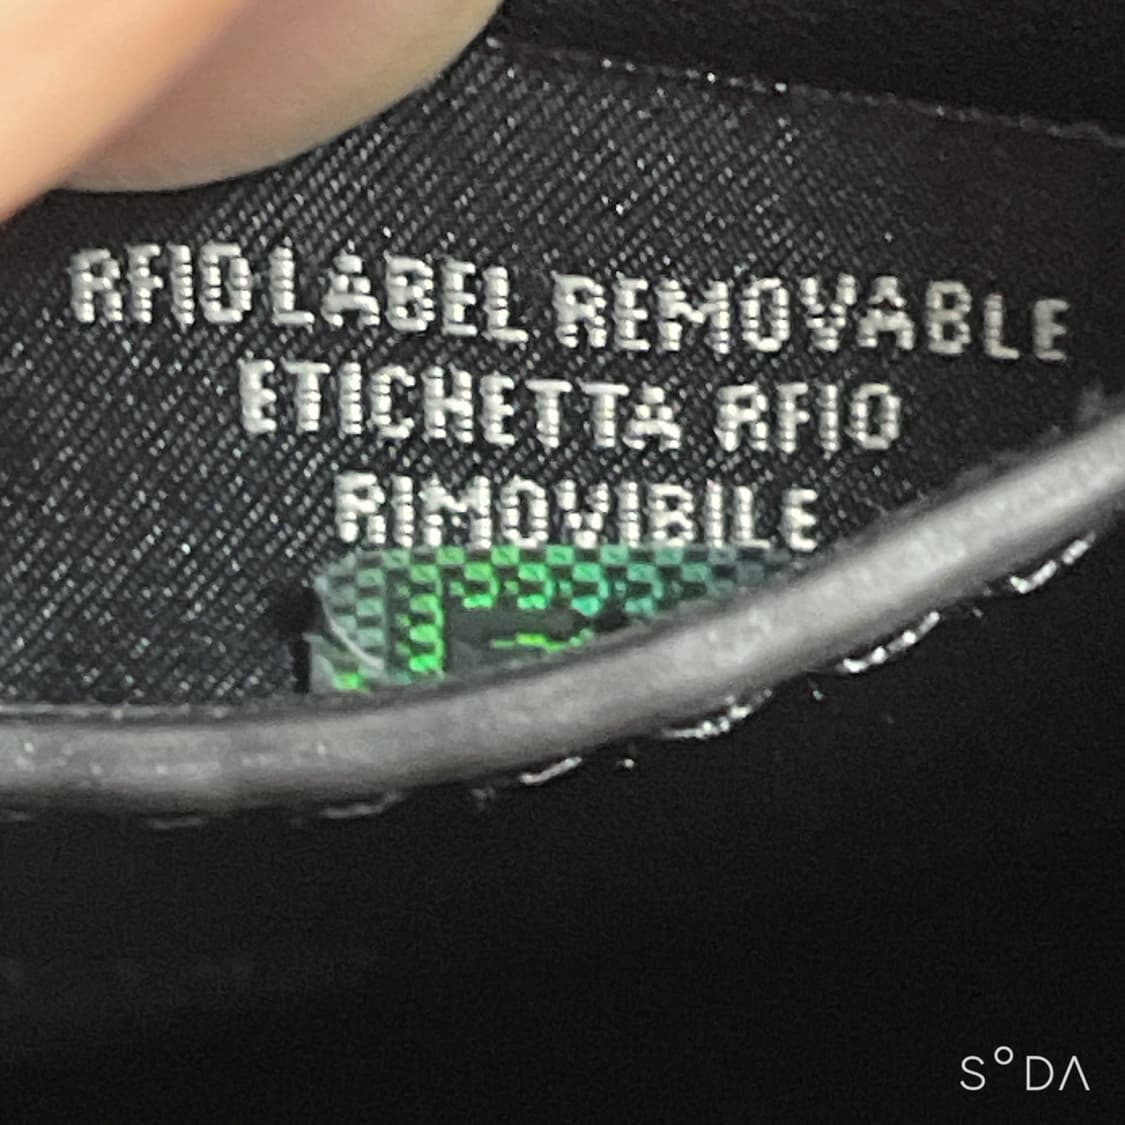 RFID LABEL REMOVABLE
ETICHETTA RFID
RIMOVIBILE
S°DA